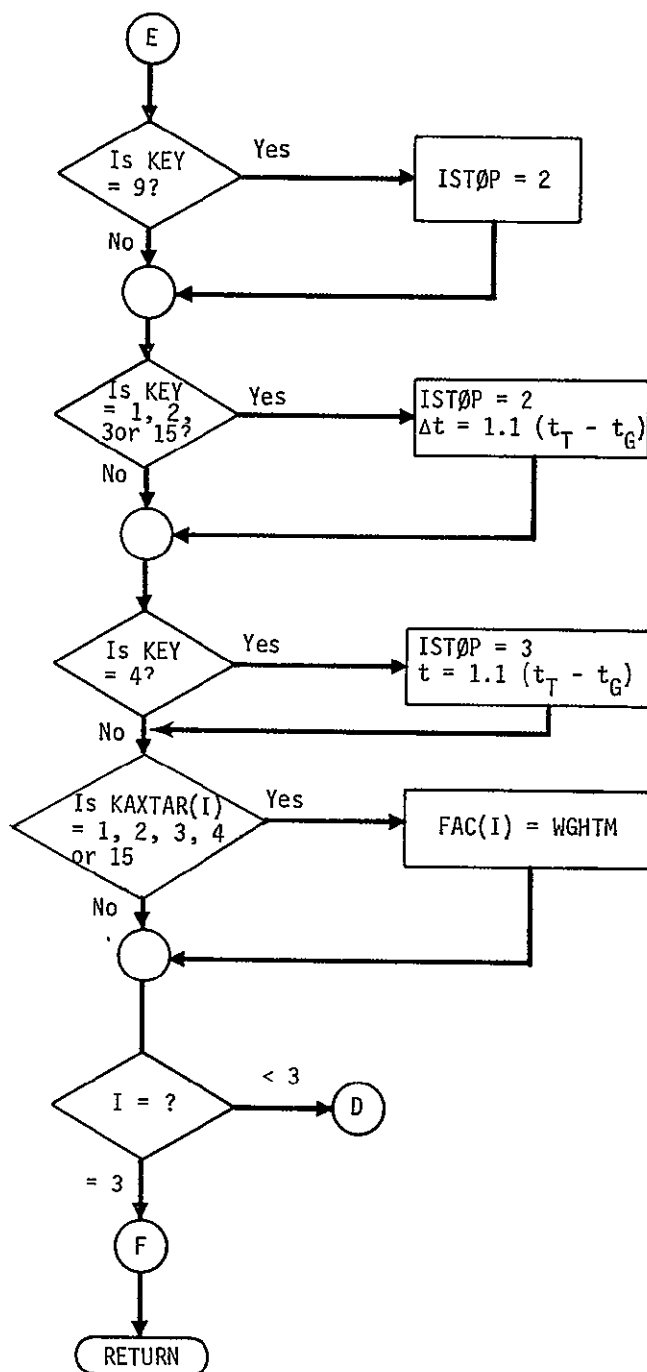 E
Is KEY
= 9?
Yes
ISTØP = 2
No
Is KEY
= 1, 2,
3or 15?
Yes
ISTØP = 2
Δt = 1.1 (t_T - t_G)
No
Is KEY
= 4?
Yes
ISTØP = 3
t = 1.1 (t_T - t_G)
No
Is KAXTAR(I)
= 1, 2, 3, 4
or 15
Yes
FAC(I) = WGHTM
No
I = ?
< 3
D
= 3
F
RETURN